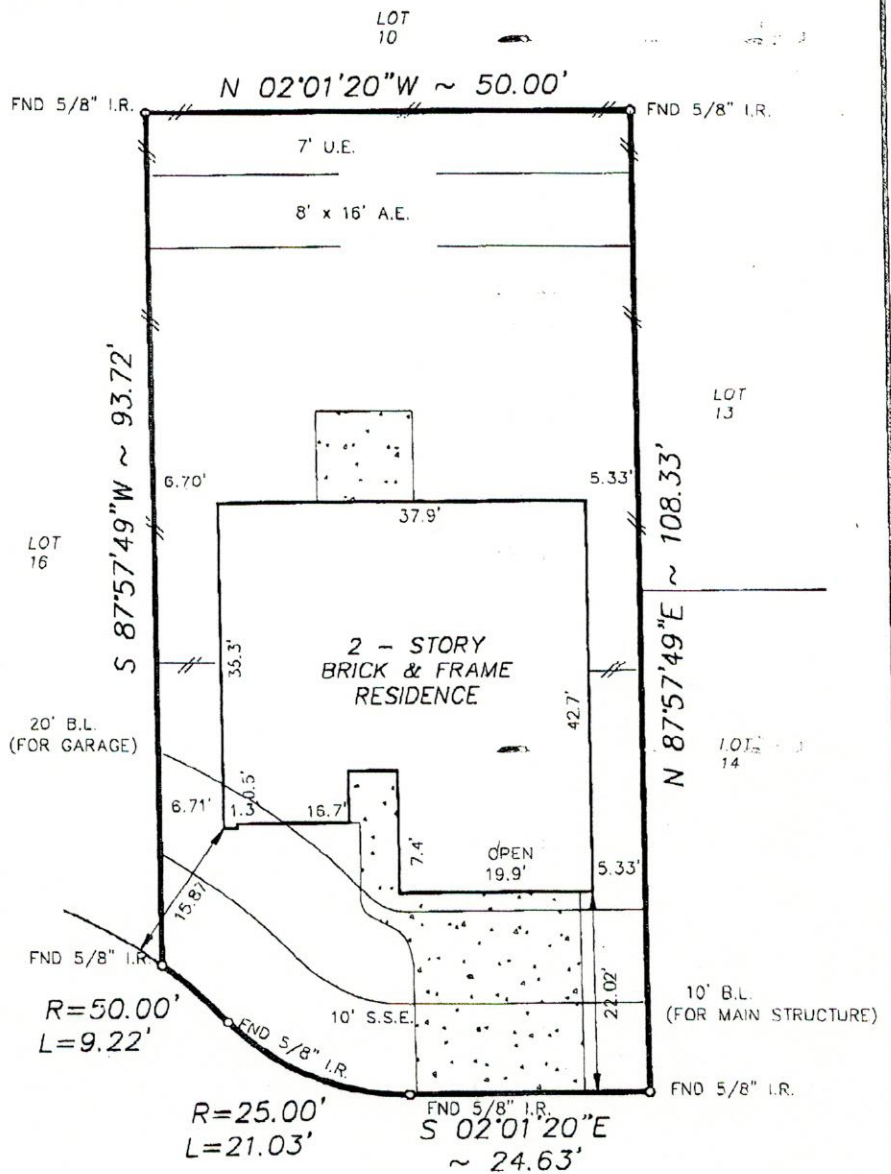 LOT
10
N 02°01'20"W ~ 50.00'
FND 5/8" I.R.
FND 5/8" I.R.
7' U.E.
8' x 16' A.E.
S 87°57'49"W ~ 93.72'
LOT
13
6.70'
5.33'
37.9'
LOT
16
N 87°57'49"E ~ 108.33'
2 - STORY
BRICK & FRAME
RESIDENCE
42.7'
20' B.L.
(FOR GARAGE)
LOT
14
6.71'
1.3'
16.7'
7.4'
OPEN
19.9'
5.33'
15.87'
FND 5/8" I.R.
22.02'
10' B.L.
(FOR MAIN STRUCTURE)
R=50.00'
L=9.22'
FND 5/8" I.R.
10' S.S.E.
FND 5/8" I.R.
FND 5/8" I.R.
R=25.00'
L=21.03'
S 02°01'20"E
~ 24.63'